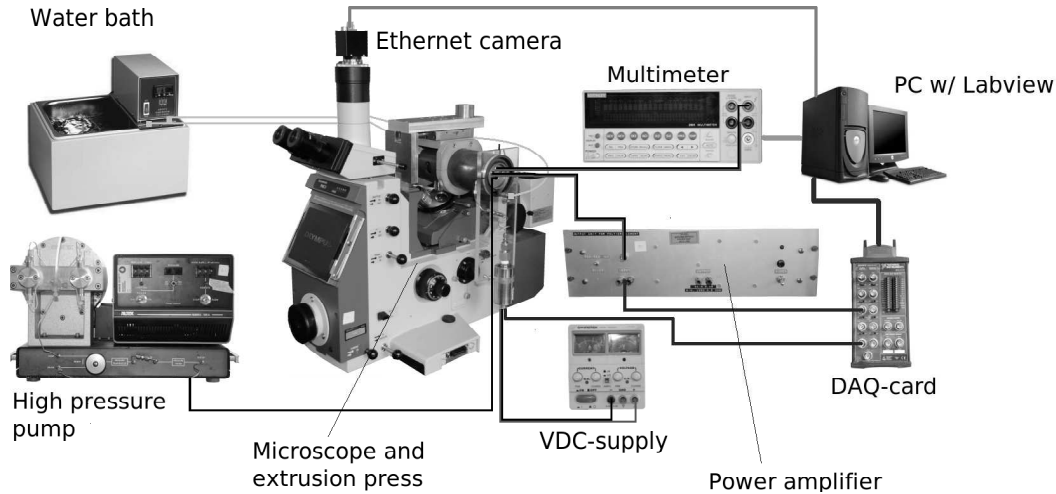 Water bath
Ethernet camera
Multimeter
PC w/ Labview
OLYMPUS
High pressure
pump
Microscope and
extrusion press
VDC-supply
DAQ-card
Power amplifier